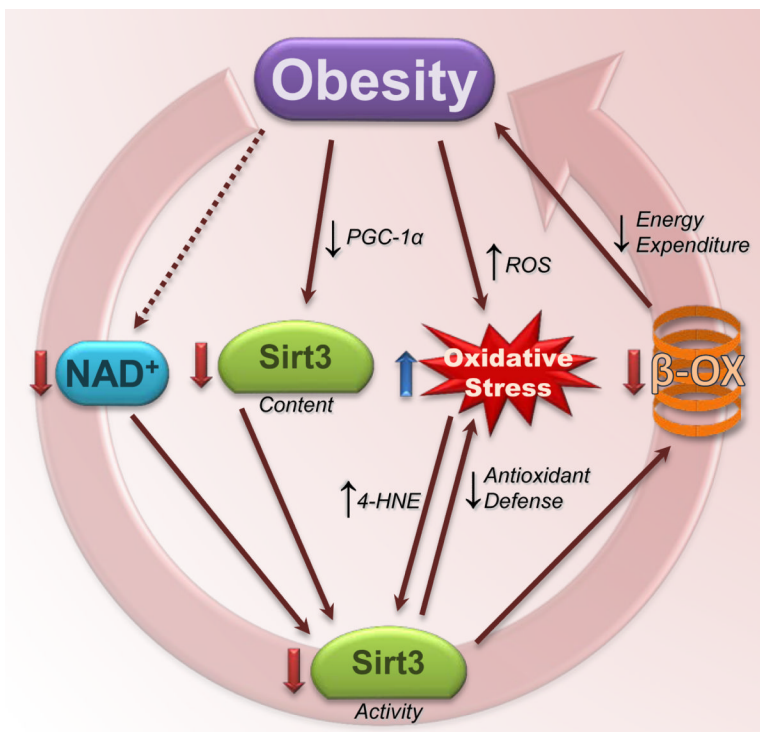 Obesity
↓ PGC-1α
↑ ROS
↓ Energy
Expenditure
NAD⁺
Sirt3
Content
Oxidative
Stress
β-OX
↑ 4-HNE
↓ Antioxidant
Defense
Sirt3
Activity